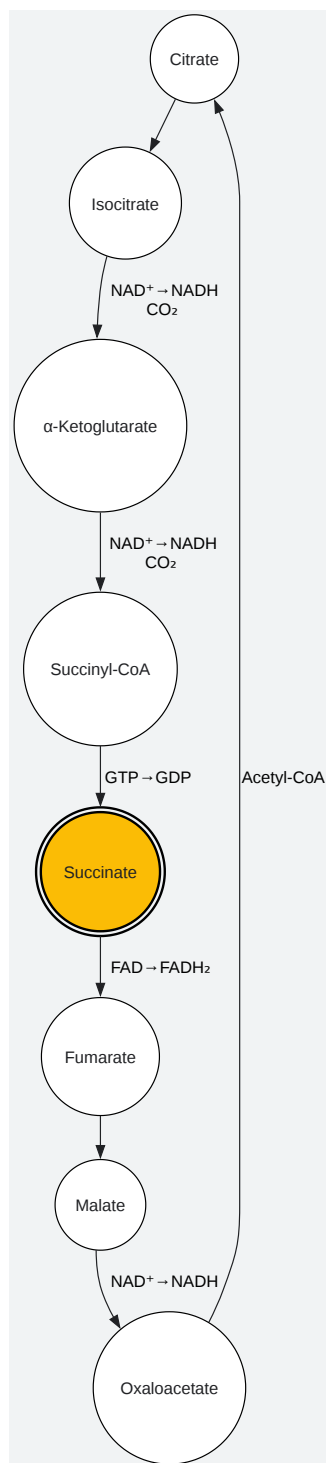 Citrate
Isocitrate
NAD⁺→NADH
CO₂
α-Ketoglutarate
NAD⁺→NADH
CO₂
Succinyl-CoA
GTP→GDP
Acetyl-CoA
Succinate
FAD→FADH₂
Fumarate
Malate
NAD⁺→NADH
Oxaloacetate